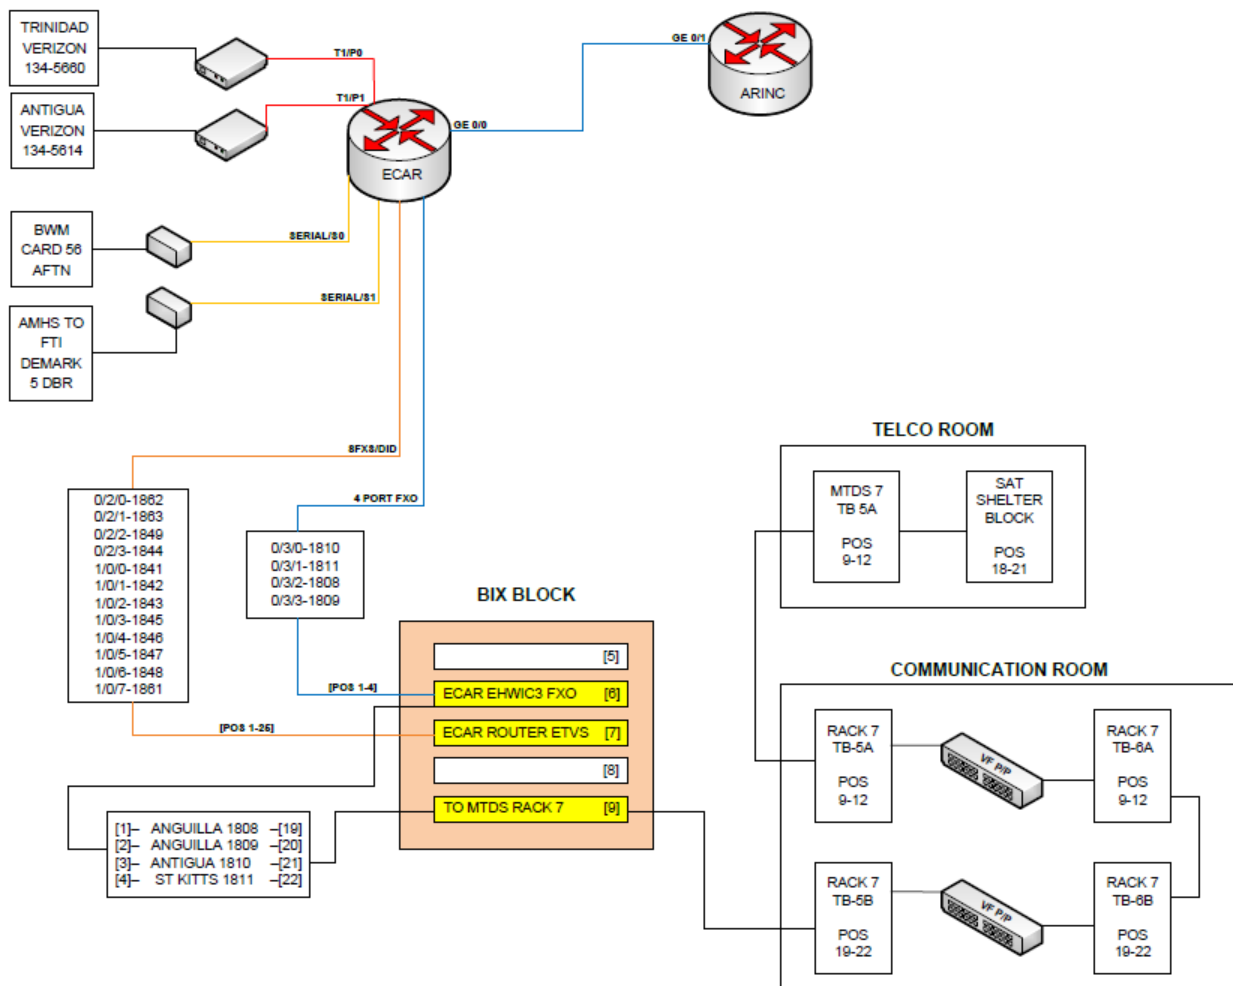 TRINIDAD
VERIZON
134-5660
T1/P0
GE 0/1
ARINC
ANTIGUA
VERIZON
134-5614
T1/P1
GE 0/0
ECAR
BWM
CARD 56
AFTN
SERIAL/S0
SERIAL/S1
AMHS TO
FTI
DEMARK
5 DBR
8FXS/DID
0/2/0-1862
0/2/1-1863
0/2/2-1849
0/2/3-1844
1/0/0-1841
1/0/1-1842
1/0/2-1843
1/0/3-1845
1/0/4-1846
1/0/5-1847
1/0/6-1848
1/0/7-1861
4 PORT FXO
0/3/0-1810
0/3/1-1811
0/3/2-1808
0/3/3-1809
TELCO ROOM
MTDS 7
TB 5A
POS
9-12
SAT
SHELTER
BLOCK
POS
18-21
BIX BLOCK
[5]
[POS 1-4]
ECAR EHWIC3 FXO [6]
[POS 1-25]
ECAR ROUTER ETVS [7]
[8]
TO MTDS RACK 7 [9]
[1]– ANGUILLA 1808 –[19]
[2]– ANGUILLA 1809 –[20]
[3]– ANTIGUA 1810 –[21]
[4]– ST KITTS 1811 –[22]
COMMUNICATION ROOM
RACK 7
TB-5A
POS
9-12
VF P/P
RACK 7
TB-6A
POS
9-12
RACK 7
TB-5B
POS
19-22
VF P/P
RACK 7
TB-6B
POS
19-22